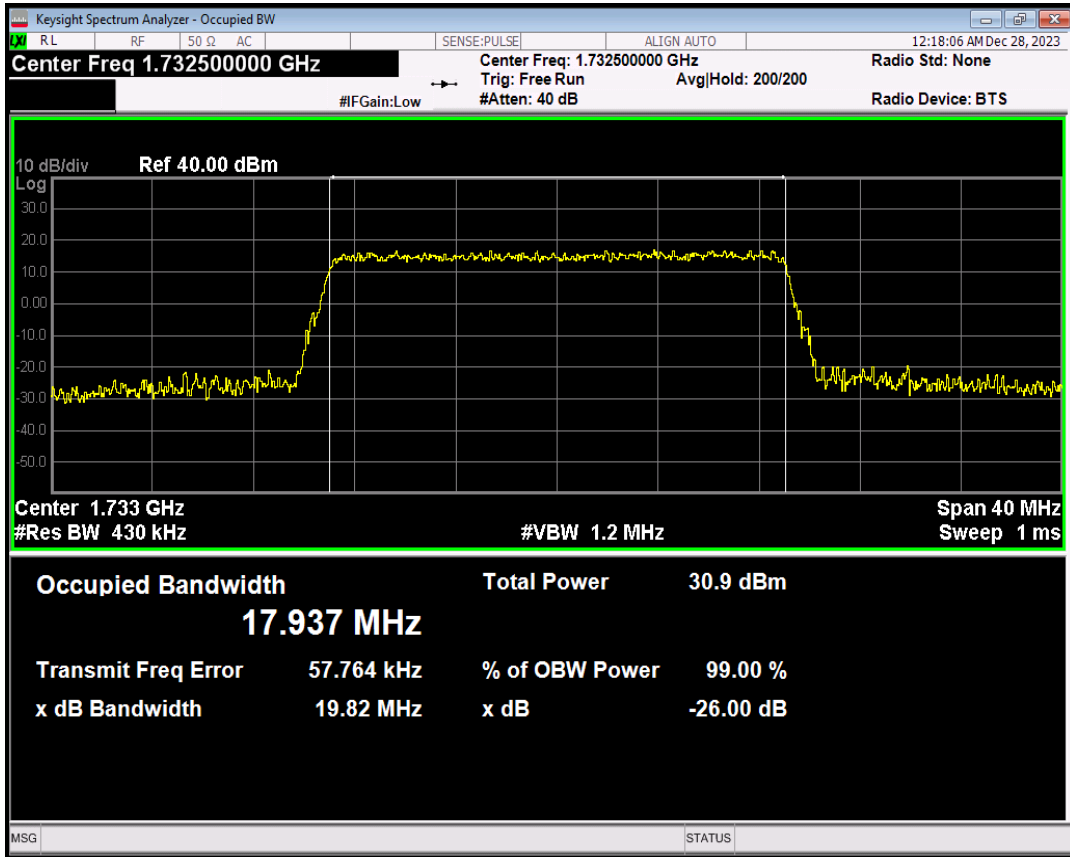 Keysight Spectrum Analyzer - Occupied BW
LXI RL RF 50 Ω AC SENSE:PULSE ALIGN AUTO 12:18:06 AM Dec 28, 2023
Center Freq 1.732500000 GHz Center Freq: 1.732500000 GHz Radio Std: None
Trig: Free Run Avg|Hold: 200/200
#IFGain:Low #Atten: 40 dB Radio Device: BTS
10 dB/div Ref 40.00 dBm
Log
30.0
20.0
10.0
0.00
-10.0
-20.0
-30.0
-40.0
-50.0
Center 1.733 GHz Span 40 MHz
#Res BW 430 kHz #VBW 1.2 MHz Sweep 1 ms
Occupied Bandwidth Total Power 30.9 dBm
17.937 MHz
Transmit Freq Error 57.764 kHz % of OBW Power 99.00 %
x dB Bandwidth 19.82 MHz x dB -26.00 dB
MSG STATUS